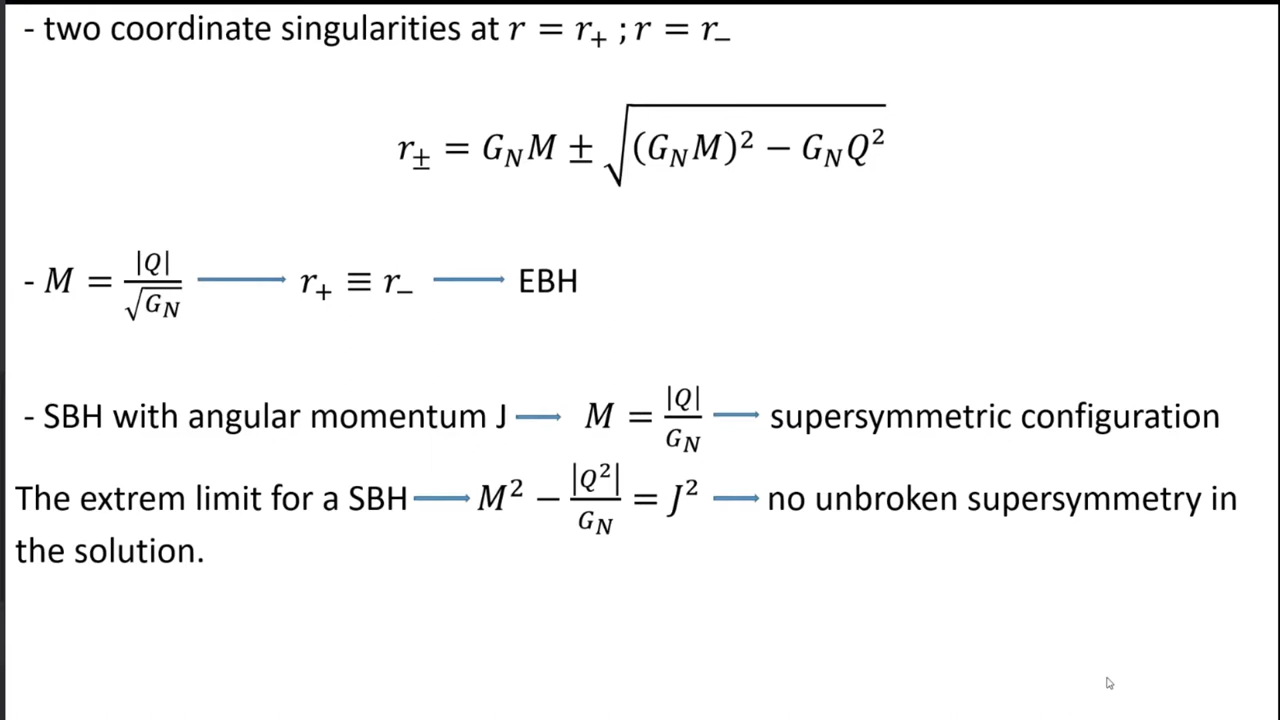 - two coordinate singularities at r = r₊ ; r = r₋
r± = G_N M ± √((G_N M)² − G_N Q²)
- M = |Q|/√G_N ⟶ r₊ ≡ r₋ ⟶ EBH
- SBH with angular momentum J ⟶ M = |Q|/G_N ⟶ supersymmetric configuration
The extrem limit for a SBH ⟶ M² − |Q²|/G_N = J² ⟶ no unbroken supersymmetry in
the solution.